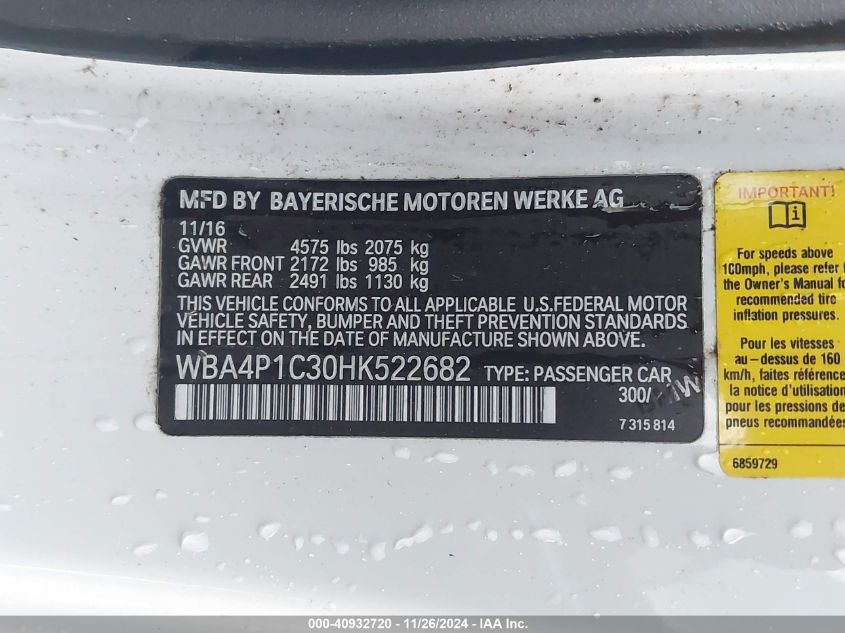 MFD BY BAYERISCHE MOTOREN WERKE AG
11/16
GVWR 4575 lbs 2075 kg
GAWR FRONT 2172 lbs 985 kg
GAWR REAR 2491 lbs 1130 kg
THIS VEHICLE CONFORMS TO ALL APPLICABLE U.S.FEDERAL MOTOR
VEHICLE SAFETY, BUMPER AND THEFT PREVENTION STANDARDS
IN EFFECT ON THE DATE OF MANUFACTURE SHOWN ABOVE.
WBA4P1C30HK522682 TYPE: PASSENGER CAR
300/
7 315 814
IMPORTANT!
For speeds above
100mph, please refer
the Owner's Manual fo
recommended tire
inflation pressures.
Pour les vitesses
au-dessus de 160
km/h, faites référence
la notice d'utilisation
pour les pressions de
pneus recommandées
6859729
000-40932720 - 11/26/2024 - IAA Inc.